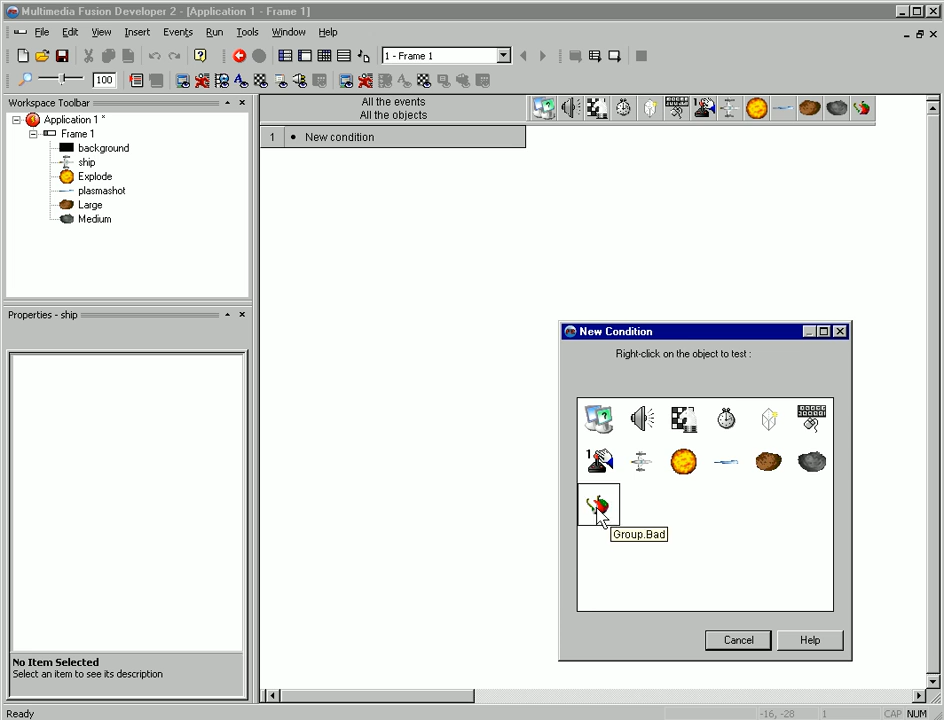 Multimedia Fusion Developer 2 - [Application 1 - Frame 1]
File Edit View Insert Events Run Tools Window Help
1 - Frame 1
100
Workspace Toolbar
Application 1 *
Frame 1
background
ship
Explode
plasmashot
Large
Medium
All the events
All the objects
1 • New condition
Properties - ship
New Condition
Right-click on the object to test :
1
Group.Bad
Cancel Help
No Item Selected
Select an item to see its description
Ready -16, -28 1 CAP NUM